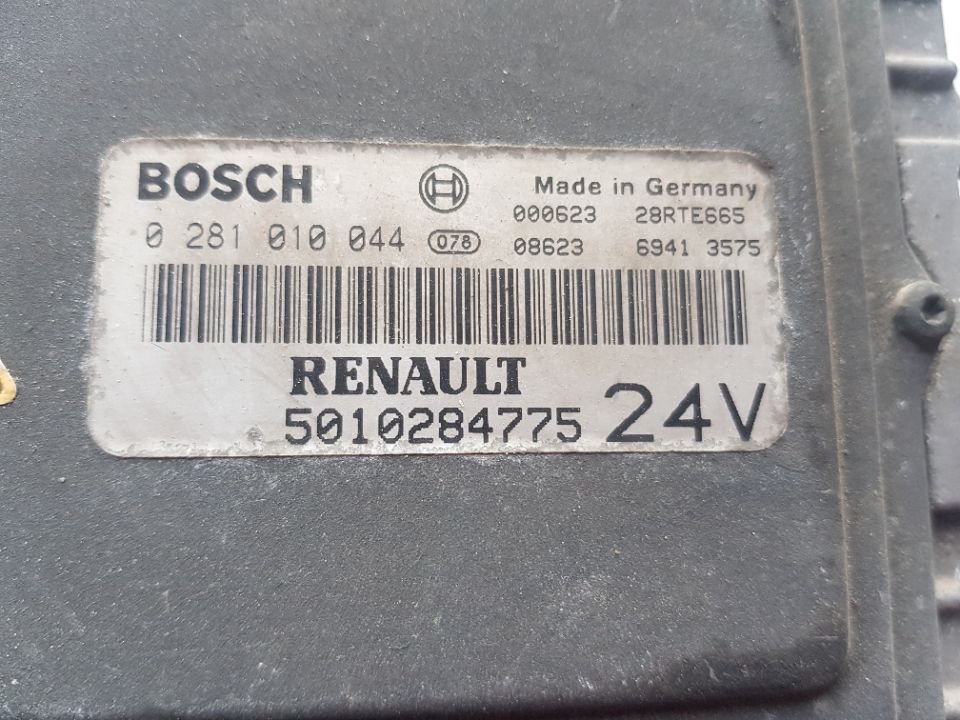 BOSCH Made in Germany
000623 28RTE665
0 281 010 044 078 08623 6941 3575
RENAULT
5010284775 24V